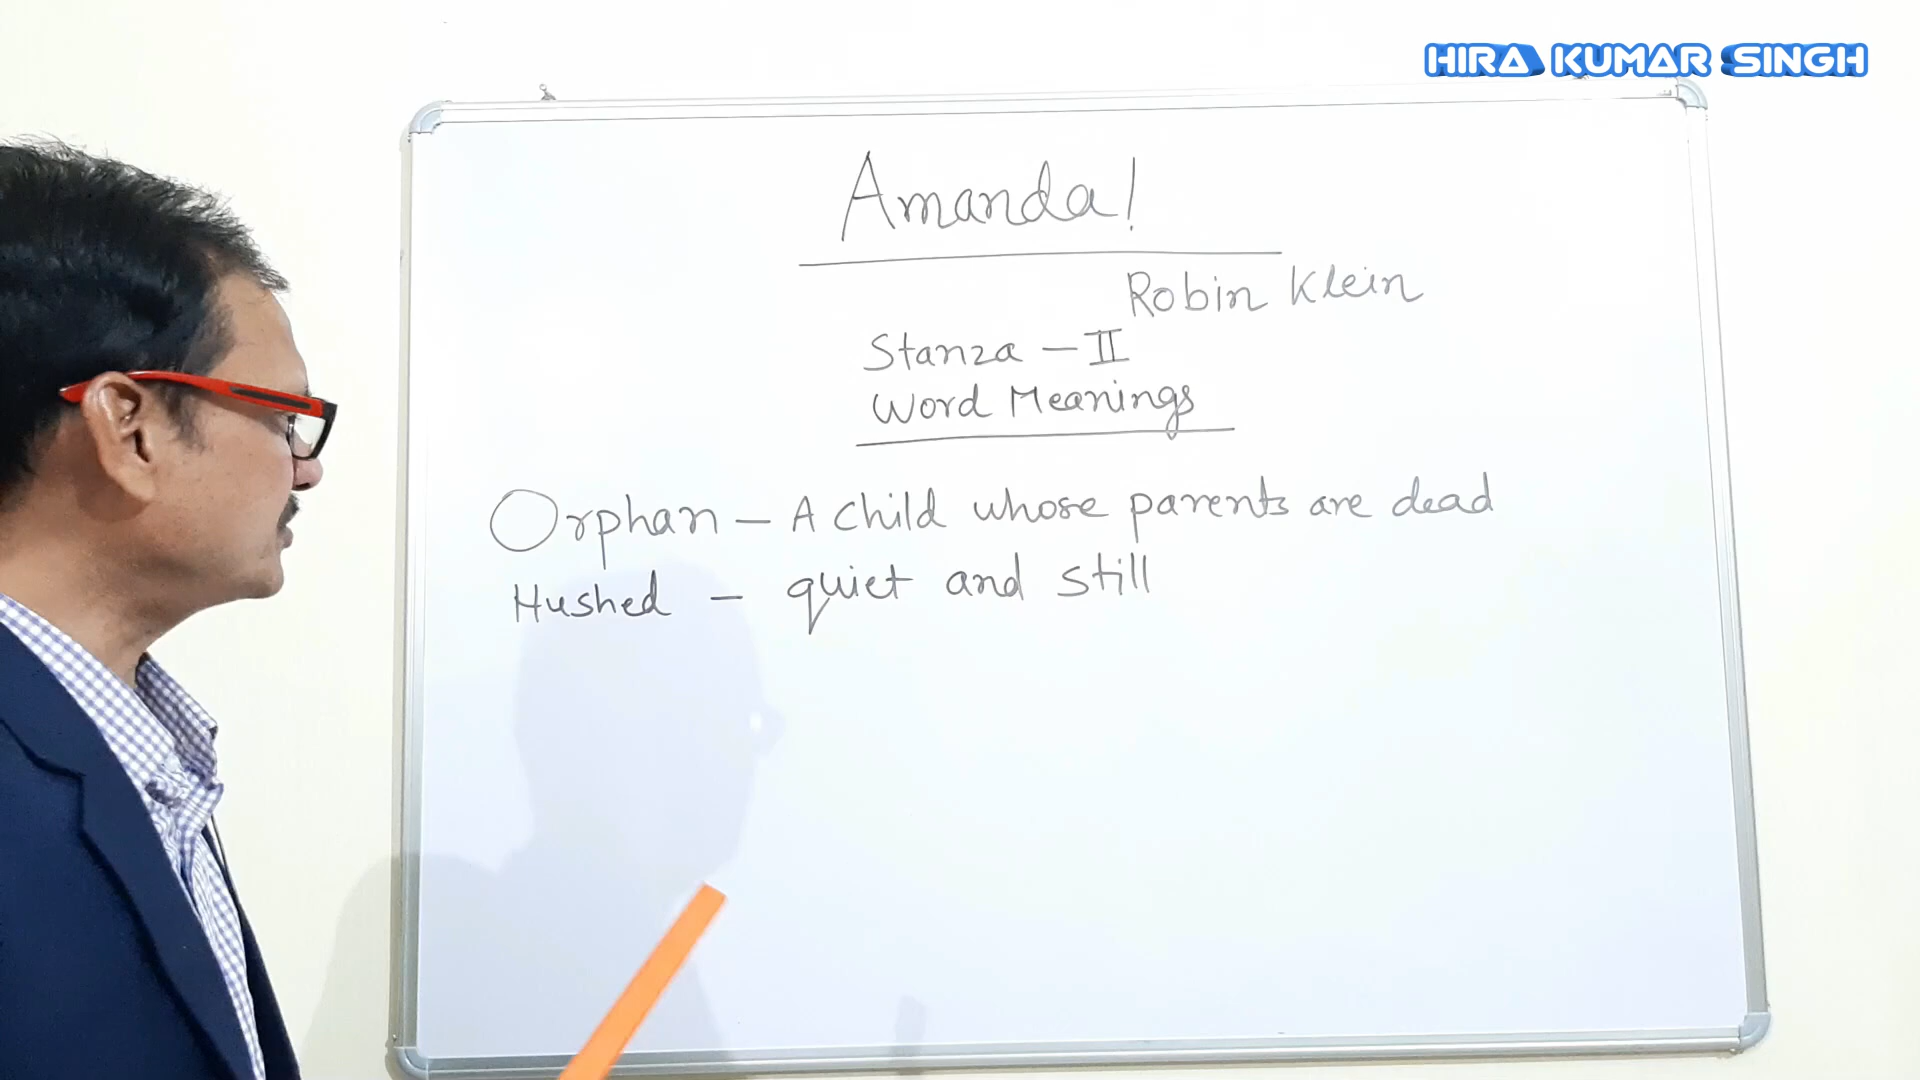 HIRA KUMAR SINGH
Amanda!
Robin Klein
Stanza - II
Word Meanings
Orphan - A child whose parents are dead
Hushed - quiet and still